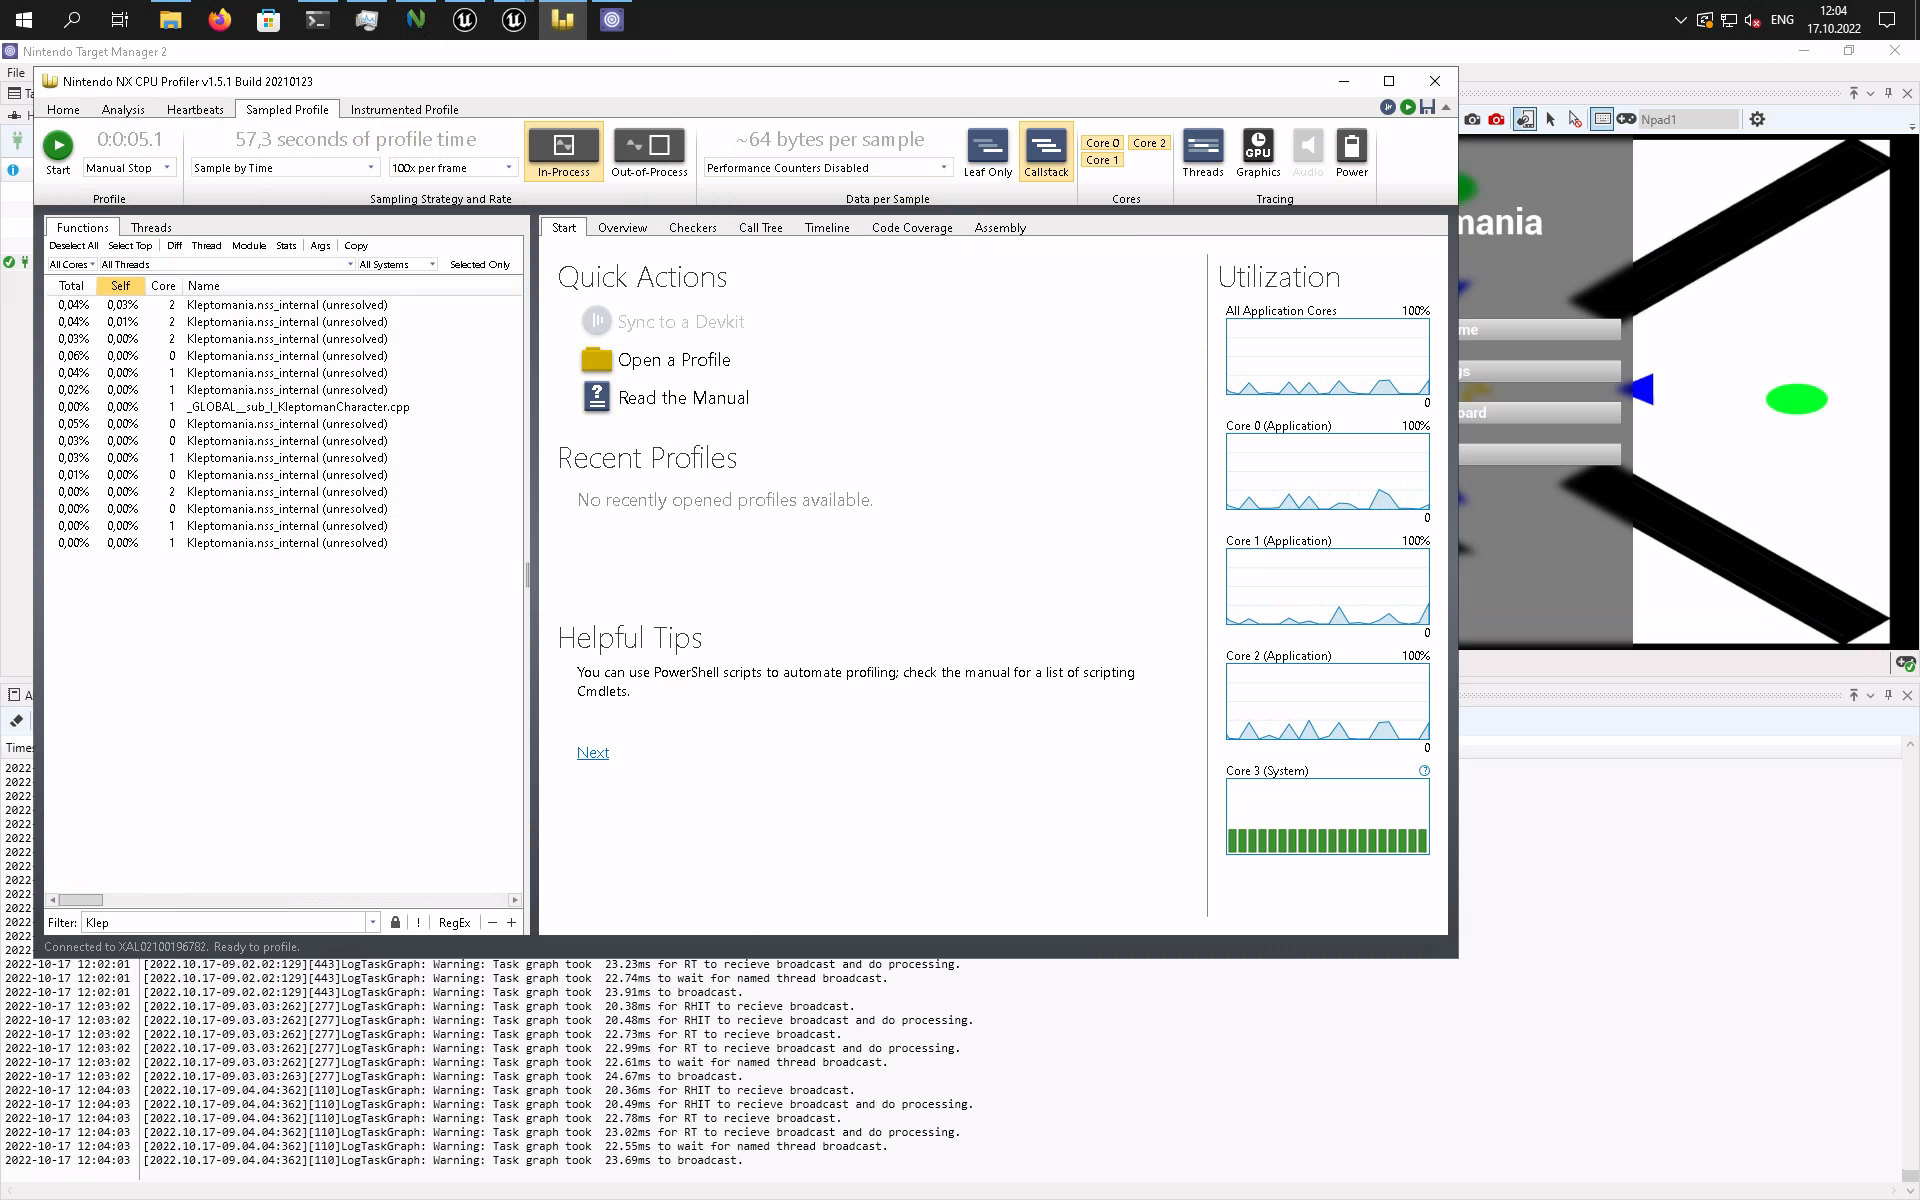 12:04
ENG
17.10.2022
Nintendo Target Manager 2
File
Nintendo NX CPU Profiler v1.5.1 Build 20210123
Home Analysis Heartbeats Sampled Profile Instrumented Profile
Npad1
0:0:05.1 57,3 seconds of profile time ~64 bytes per sample
Start Manual Stop Sample by Time 100x per frame In-Process Out-of-Process Performance Counters Disabled Leaf Only Callstack Core 0 Core 2 Core 1 Threads GPU Graphics Audio Power
Profile Sampling Strategy and Rate Data per Sample Cores Tracing
Functions Threads
Deselect All Select Top Diff Thread Module Stats Args Copy
All Cores All Threads All Systems Selected Only
Total Self Core Name
0,04% 0,03% 2 Kleptomania.nss_internal (unresolved)
0,04% 0,01% 2 Kleptomania.nss_internal (unresolved)
0,03% 0,00% 2 Kleptomania.nss_internal (unresolved)
0,06% 0,00% 0 Kleptomania.nss_internal (unresolved)
0,04% 0,00% 1 Kleptomania.nss_internal (unresolved)
0,02% 0,00% 1 Kleptomania.nss_internal (unresolved)
0,00% 0,00% 1 _GLOBAL__sub_I_KleptomanCharacter.cpp
0,05% 0,00% 0 Kleptomania.nss_internal (unresolved)
0,03% 0,00% 0 Kleptomania.nss_internal (unresolved)
0,03% 0,00% 1 Kleptomania.nss_internal (unresolved)
0,01% 0,00% 0 Kleptomania.nss_internal (unresolved)
0,00% 0,00% 2 Kleptomania.nss_internal (unresolved)
0,00% 0,00% 0 Kleptomania.nss_internal (unresolved)
0,00% 0,00% 1 Kleptomania.nss_internal (unresolved)
0,00% 0,00% 1 Kleptomania.nss_internal (unresolved)
Filter: Klep ! RegEx
Connected to XAL02100196782. Ready to profile.
Start Overview Checkers Call Tree Timeline Code Coverage Assembly
Quick Actions
Sync to a Devkit
Open a Profile
Read the Manual
Recent Profiles
No recently opened profiles available.
Helpful Tips
You can use PowerShell scripts to automate profiling; check the manual for a list of scripting
Cmdlets.
Next
Utilization
All Application Cores 100%
0
Core 0 (Application) 100%
0
Core 1 (Application) 100%
0
Core 2 (Application) 100%
0
Core 3 (System)
mania
me
gs
oard
Times
2022-
2022-
2022-
2022-
2022-
2022-
2022-
2022-
2022-
2022-
2022-
2022-
2022-
2022-
2022-10-17 12:02:01 [2022.10.17-09.02.02:129][443]LogTaskGraph: Warning: Task graph took 23.23ms for RT to recieve broadcast and do processing.
2022-10-17 12:02:01 [2022.10.17-09.02.02:129][443]LogTaskGraph: Warning: Task graph took 22.74ms to wait for named thread broadcast.
2022-10-17 12:02:01 [2022.10.17-09.02.02:129][443]LogTaskGraph: Warning: Task graph took 23.91ms to broadcast.
2022-10-17 12:03:02 [2022.10.17-09.03.03:262][277]LogTaskGraph: Warning: Task graph took 20.38ms for RHIT to recieve broadcast.
2022-10-17 12:03:02 [2022.10.17-09.03.03:262][277]LogTaskGraph: Warning: Task graph took 20.48ms for RHIT to recieve broadcast and do processing.
2022-10-17 12:03:02 [2022.10.17-09.03.03:262][277]LogTaskGraph: Warning: Task graph took 22.73ms for RT to recieve broadcast.
2022-10-17 12:03:02 [2022.10.17-09.03.03:262][277]LogTaskGraph: Warning: Task graph took 22.99ms for RT to recieve broadcast and do processing.
2022-10-17 12:03:02 [2022.10.17-09.03.03:262][277]LogTaskGraph: Warning: Task graph took 22.61ms to wait for named thread broadcast.
2022-10-17 12:03:02 [2022.10.17-09.03.03:263][277]LogTaskGraph: Warning: Task graph took 24.67ms to broadcast.
2022-10-17 12:04:03 [2022.10.17-09.04.04:362][110]LogTaskGraph: Warning: Task graph took 20.36ms for RHIT to recieve broadcast.
2022-10-17 12:04:03 [2022.10.17-09.04.04:362][110]LogTaskGraph: Warning: Task graph took 20.49ms for RHIT to recieve broadcast and do processing.
2022-10-17 12:04:03 [2022.10.17-09.04.04:362][110]LogTaskGraph: Warning: Task graph took 22.78ms for RT to recieve broadcast.
2022-10-17 12:04:03 [2022.10.17-09.04.04:362][110]LogTaskGraph: Warning: Task graph took 23.02ms for RT to recieve broadcast and do processing.
2022-10-17 12:04:03 [2022.10.17-09.04.04:362][110]LogTaskGraph: Warning: Task graph took 22.55ms to wait for named thread broadcast.
2022-10-17 12:04:03 [2022.10.17-09.04.04:362][110]LogTaskGraph: Warning: Task graph took 23.69ms to broadcast.